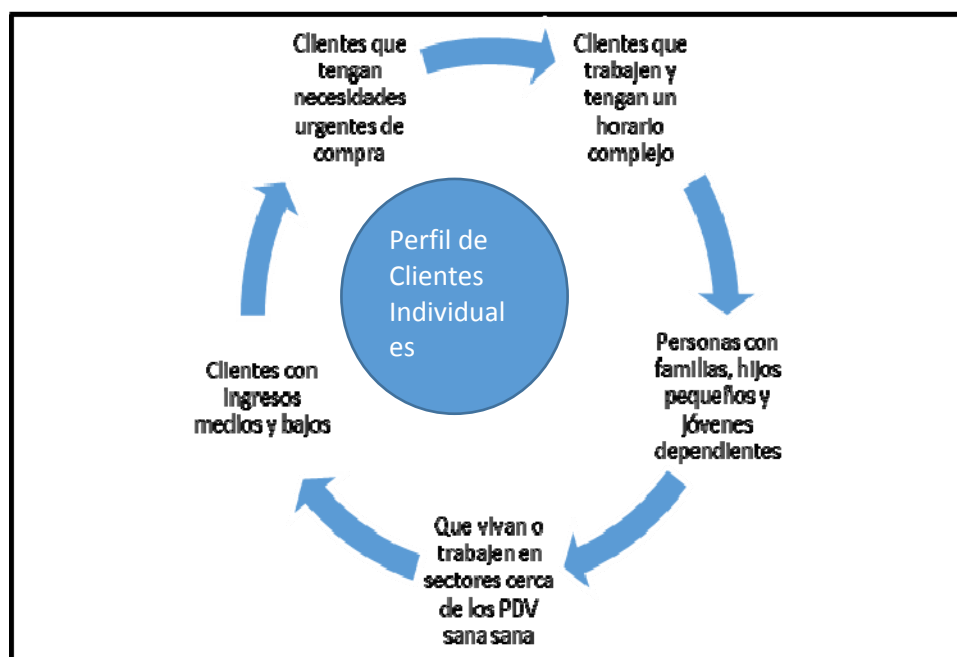 Clientes que
tengan
necesidades
urgentes de
compra
Clientes que
trabajen y
tengan un
horario
complejo
Perfil de
Clientes
Individual
es
Personas con
familias, hijos
pequeños y
jóvenes
dependientes
Clientes con
ingresos
medios y bajos
Que vivan o
trabajen en
sectores cerca
de los PDV
sana sana